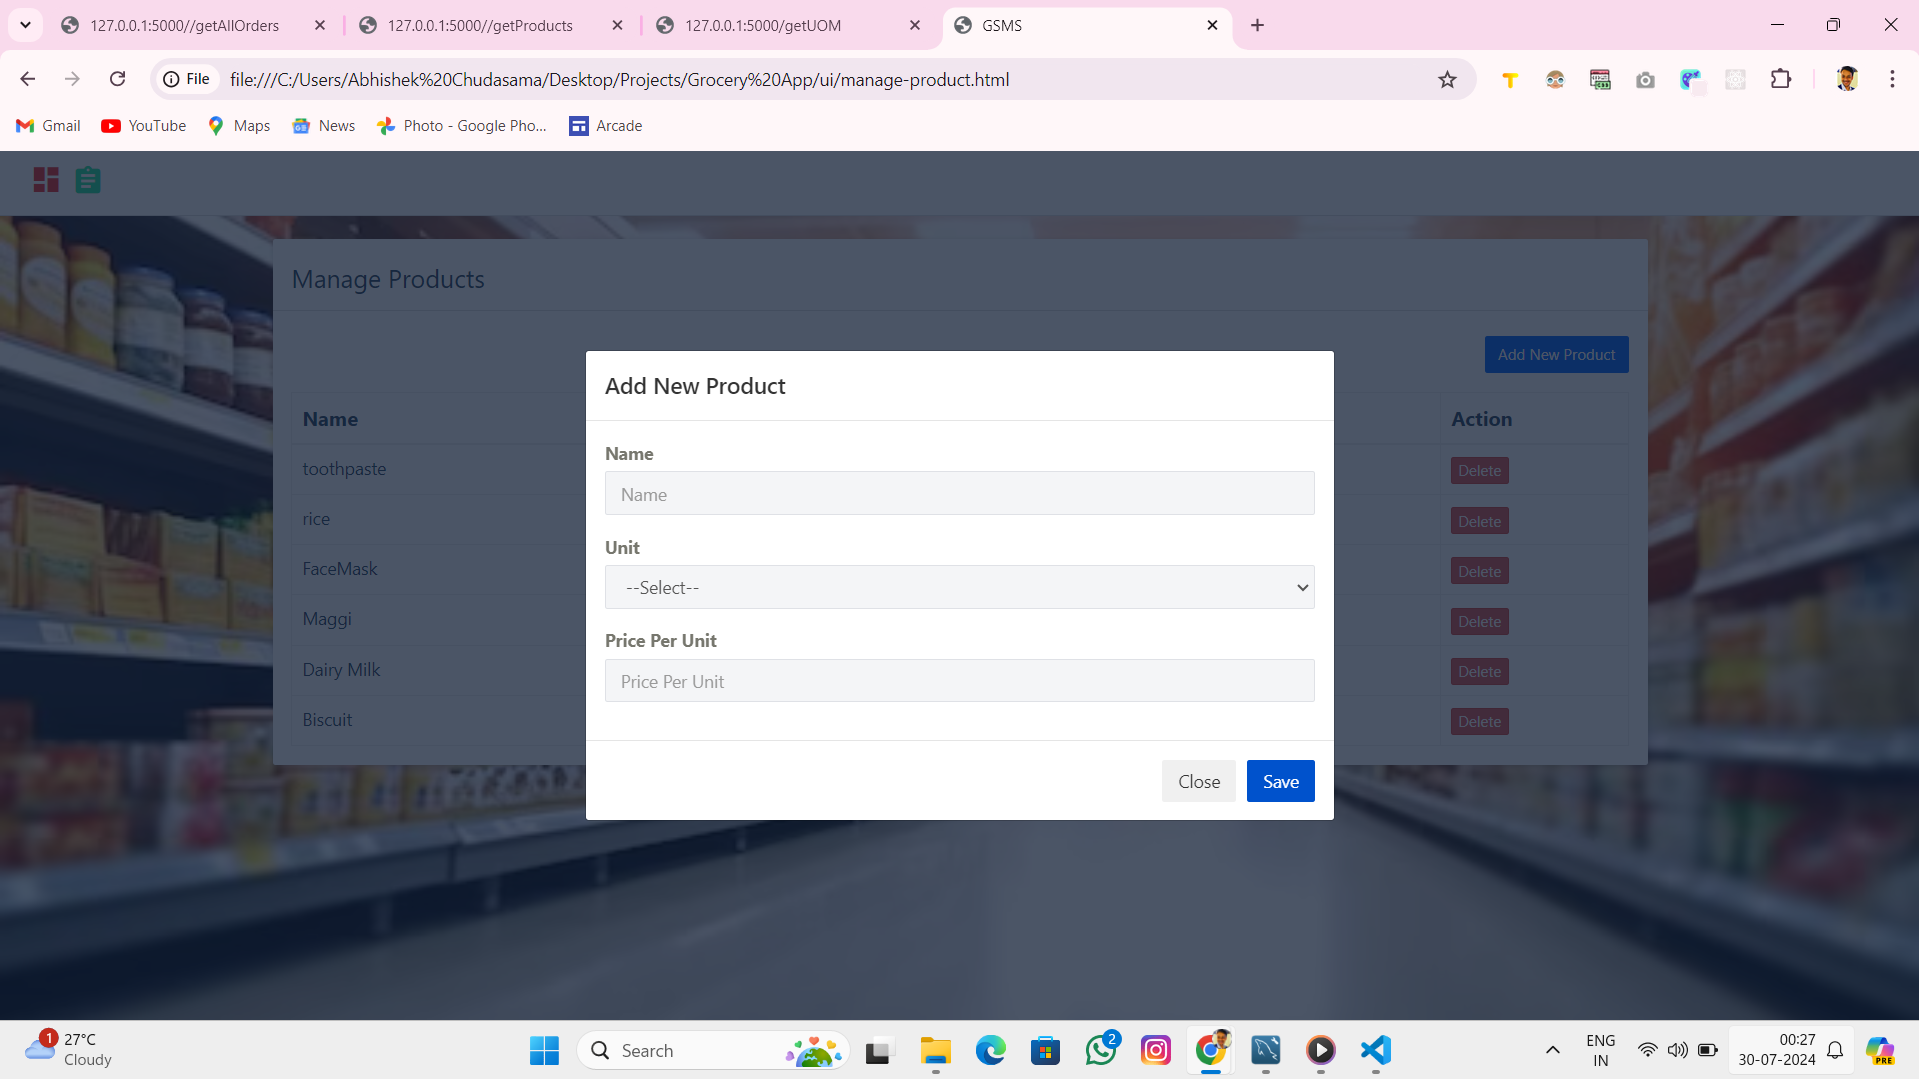 127.0.0.1:5000//getAllOrders
127.0.0.1:5000//getProducts
127.0.0.1:5000/getUOM
GSMS
File
file:///C:/Users/Abhishek%20Chudasama/Desktop/Projects/Grocery%20App/ui/manage-product.html
Gmail
YouTube
Maps
News
Photo - Google Pho...
Arcade
Manage Products
Add New Product
Name
Action
toothpaste
Delete
rice
Delete
FaceMask
Delete
Maggi
Delete
Dairy Milk
Delete
Biscuit
Delete
Add New Product
Name
Name
Unit
--Select--
Price Per Unit
Price Per Unit
Close
Save
1
27°C
Cloudy
Search
2
ENG
IN
00:27
30-07-2024
PRE